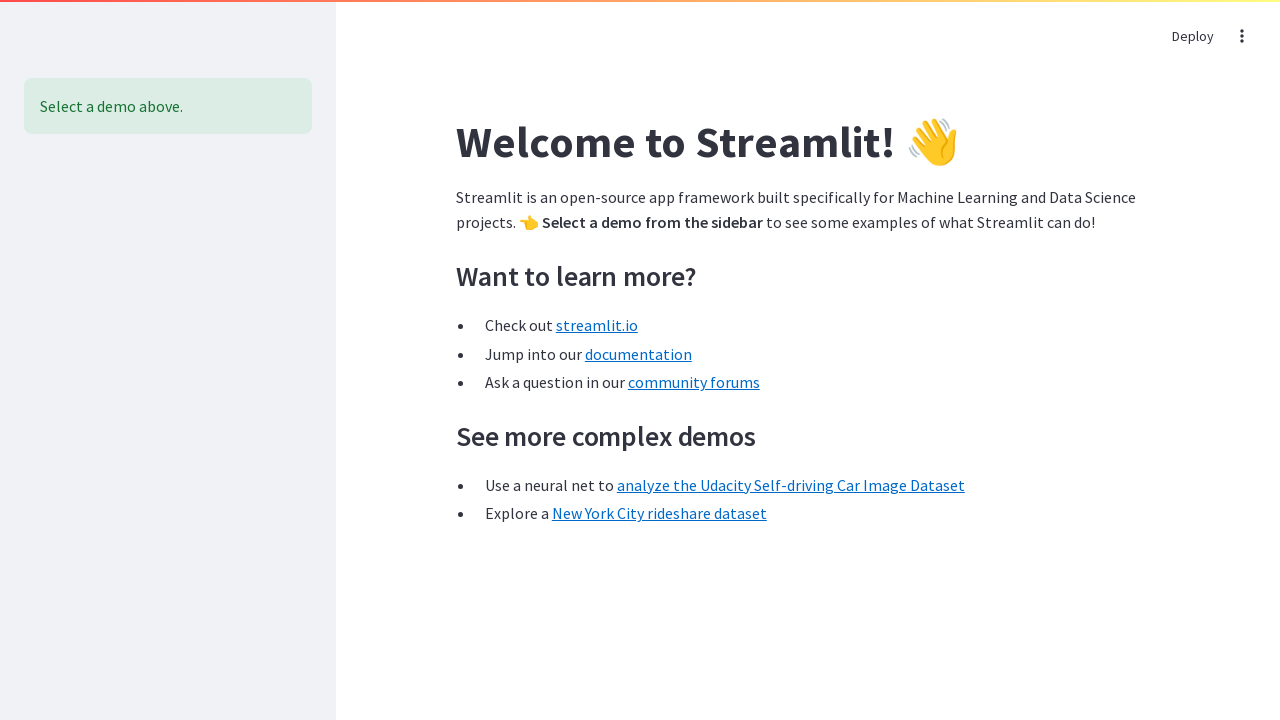 Deploy
Select a demo above.
Welcome to Streamlit! 👋
Streamlit is an open-source app framework built specifically for Machine Learning and Data Science
projects. 👈 Select a demo from the sidebar to see some examples of what Streamlit can do!
Want to learn more?
• Check out streamlit.io
• Jump into our documentation
• Ask a question in our community forums
See more complex demos
• Use a neural net to analyze the Udacity Self-driving Car Image Dataset
• Explore a New York City rideshare dataset